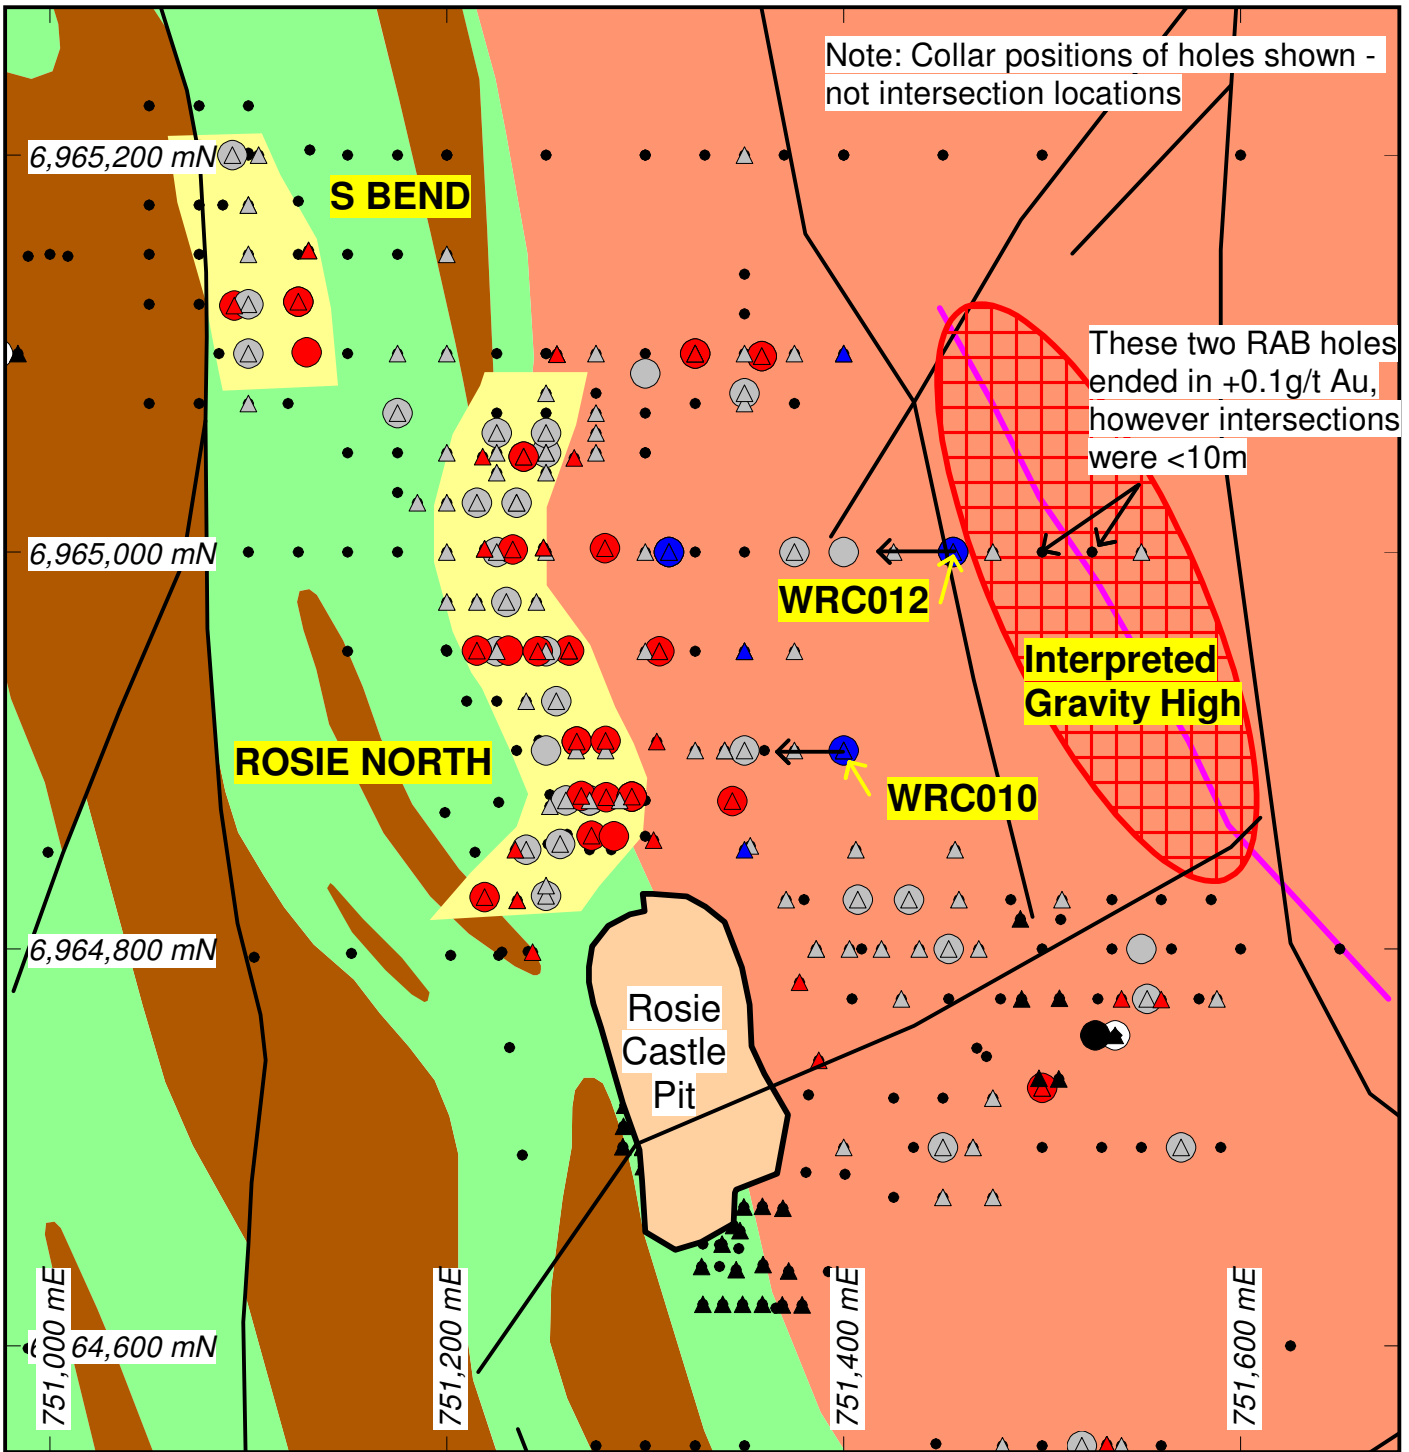 Note: Collar positions of holes shown -
not intersection locations
6,965,200 mN
S BEND
These two RAB holes
ended in +0.1g/t Au,
however intersections
were <10m
6,965,000 mN
WRC012
Interpreted
Gravity High
ROSIE NORTH
WRC010
6,964,800 mN
Rosie
Castle
Pit
64,600 mN
751,000 mE
751,200 mE
751,400 mE
751,600 mE